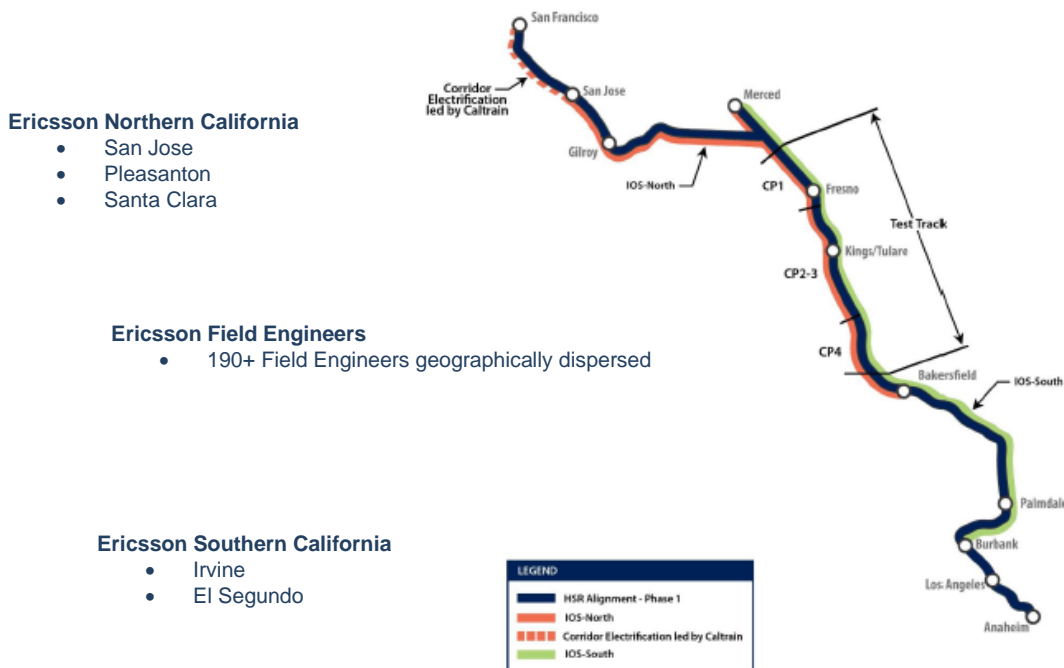 San Francisco
Corridor
Electrification
led by Caltrain
San Jose
Merced
Ericsson Northern California
• San Jose
• Pleasanton
• Santa Clara
Gilroy
IOS-North
CP1
Fresno
Test Track
Kings/Tulare
CP2-3
Ericsson Field Engineers
• 190+ Field Engineers geographically dispersed
CP4
Bakersfield
IOS-South
Palmdale
Ericsson Southern California
• Irvine
• El Segundo
Burbank
Los Angeles
Anaheim
LEGEND
HSR Alignment - Phase 1
IOS-North
Corridor Electrification led by Caltrain
IOS-South